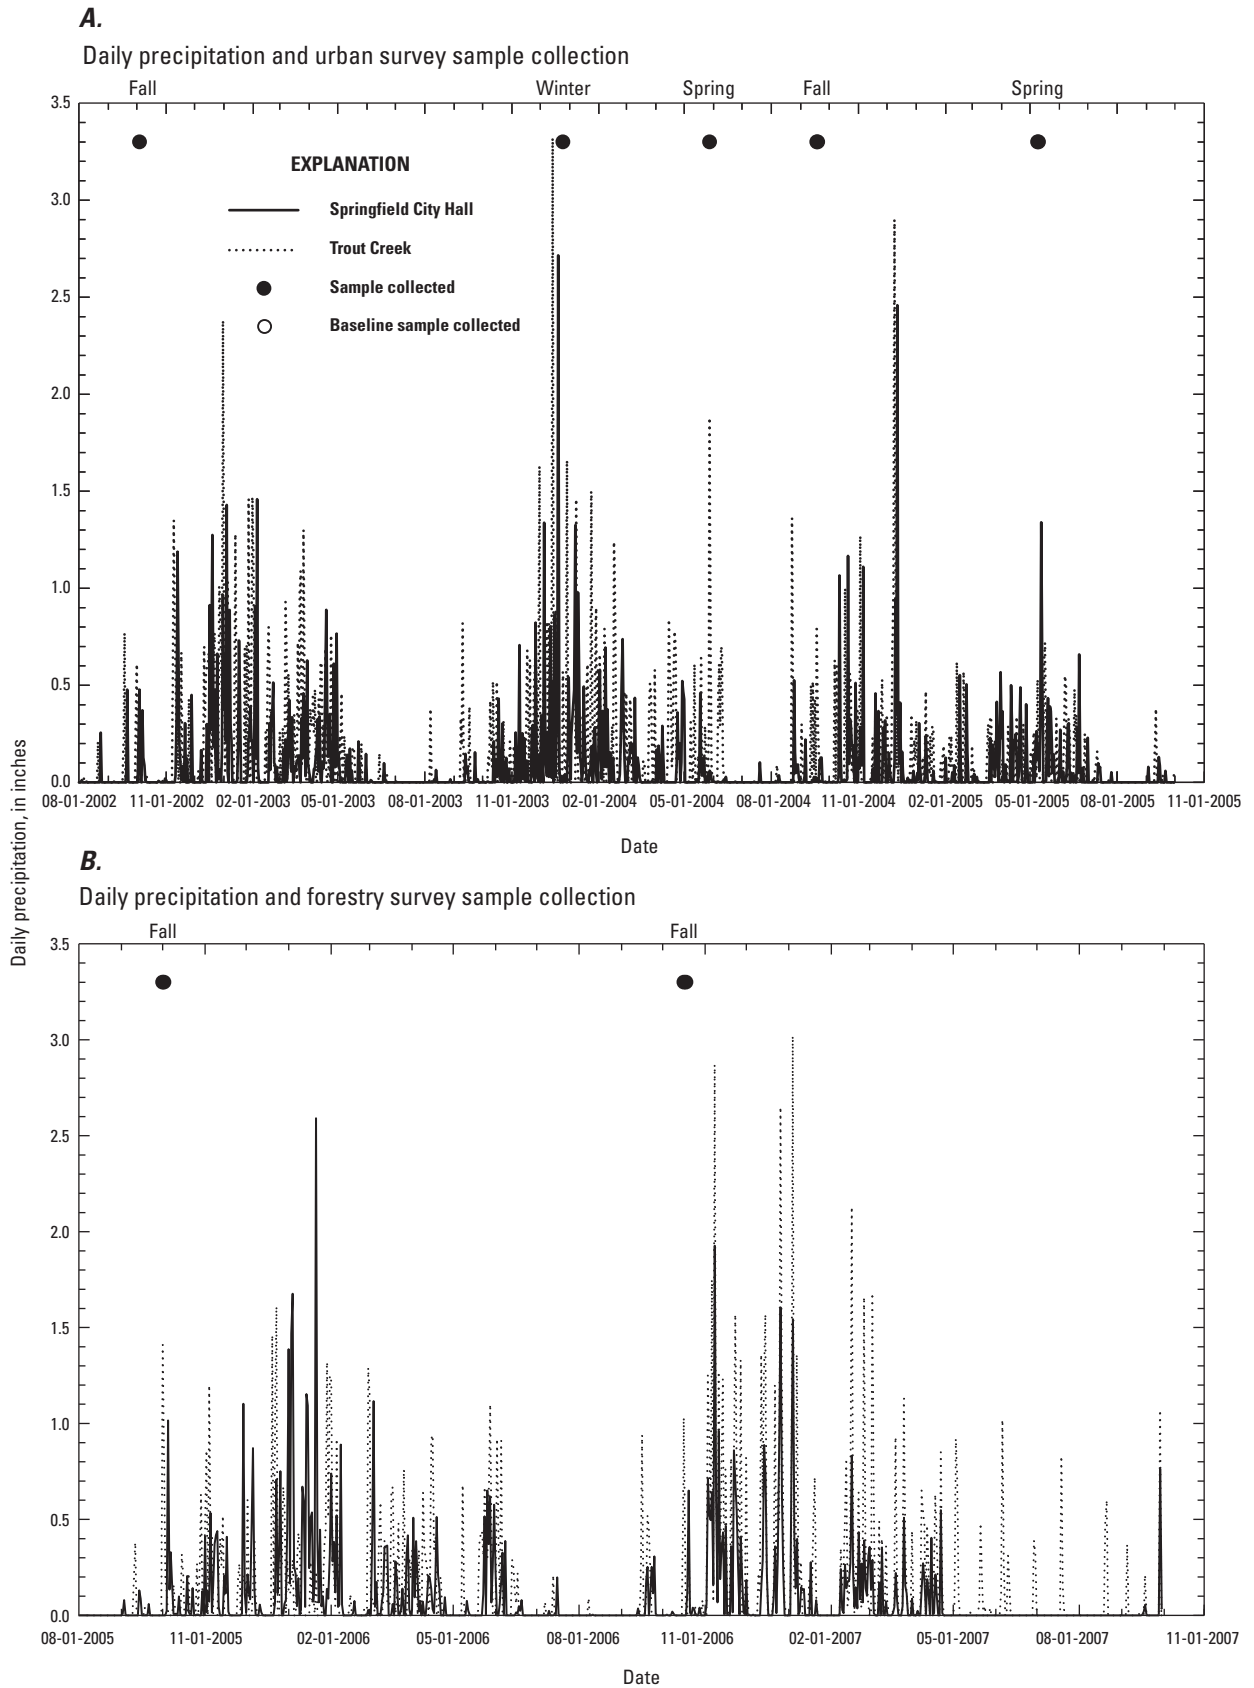 A.
Daily precipitation and urban survey sample collection
Fall Winter Spring Fall Spring
3.5
EXPLANATION
3.0
Springfield City Hall
Trout Creek
2.5
Sample collected
Baseline sample collected
2.0
1.5
1.0
0.5
0.0
08-01-2002 11-01-2002 02-01-2003 05-01-2003 08-01-2003 11-01-2003 02-01-2004 05-01-2004 08-01-2004 11-01-2004 02-01-2005 05-01-2005 08-01-2005 11-01-2005
Date
Daily precipitation, in inches
B.
Daily precipitation and forestry survey sample collection
Fall Fall
3.5
3.0
2.5
2.0
1.5
1.0
0.5
0.0
08-01-2005 11-01-2005 02-01-2006 05-01-2006 08-01-2006 11-01-2006 02-01-2007 05-01-2007 08-01-2007 11-01-2007
Date